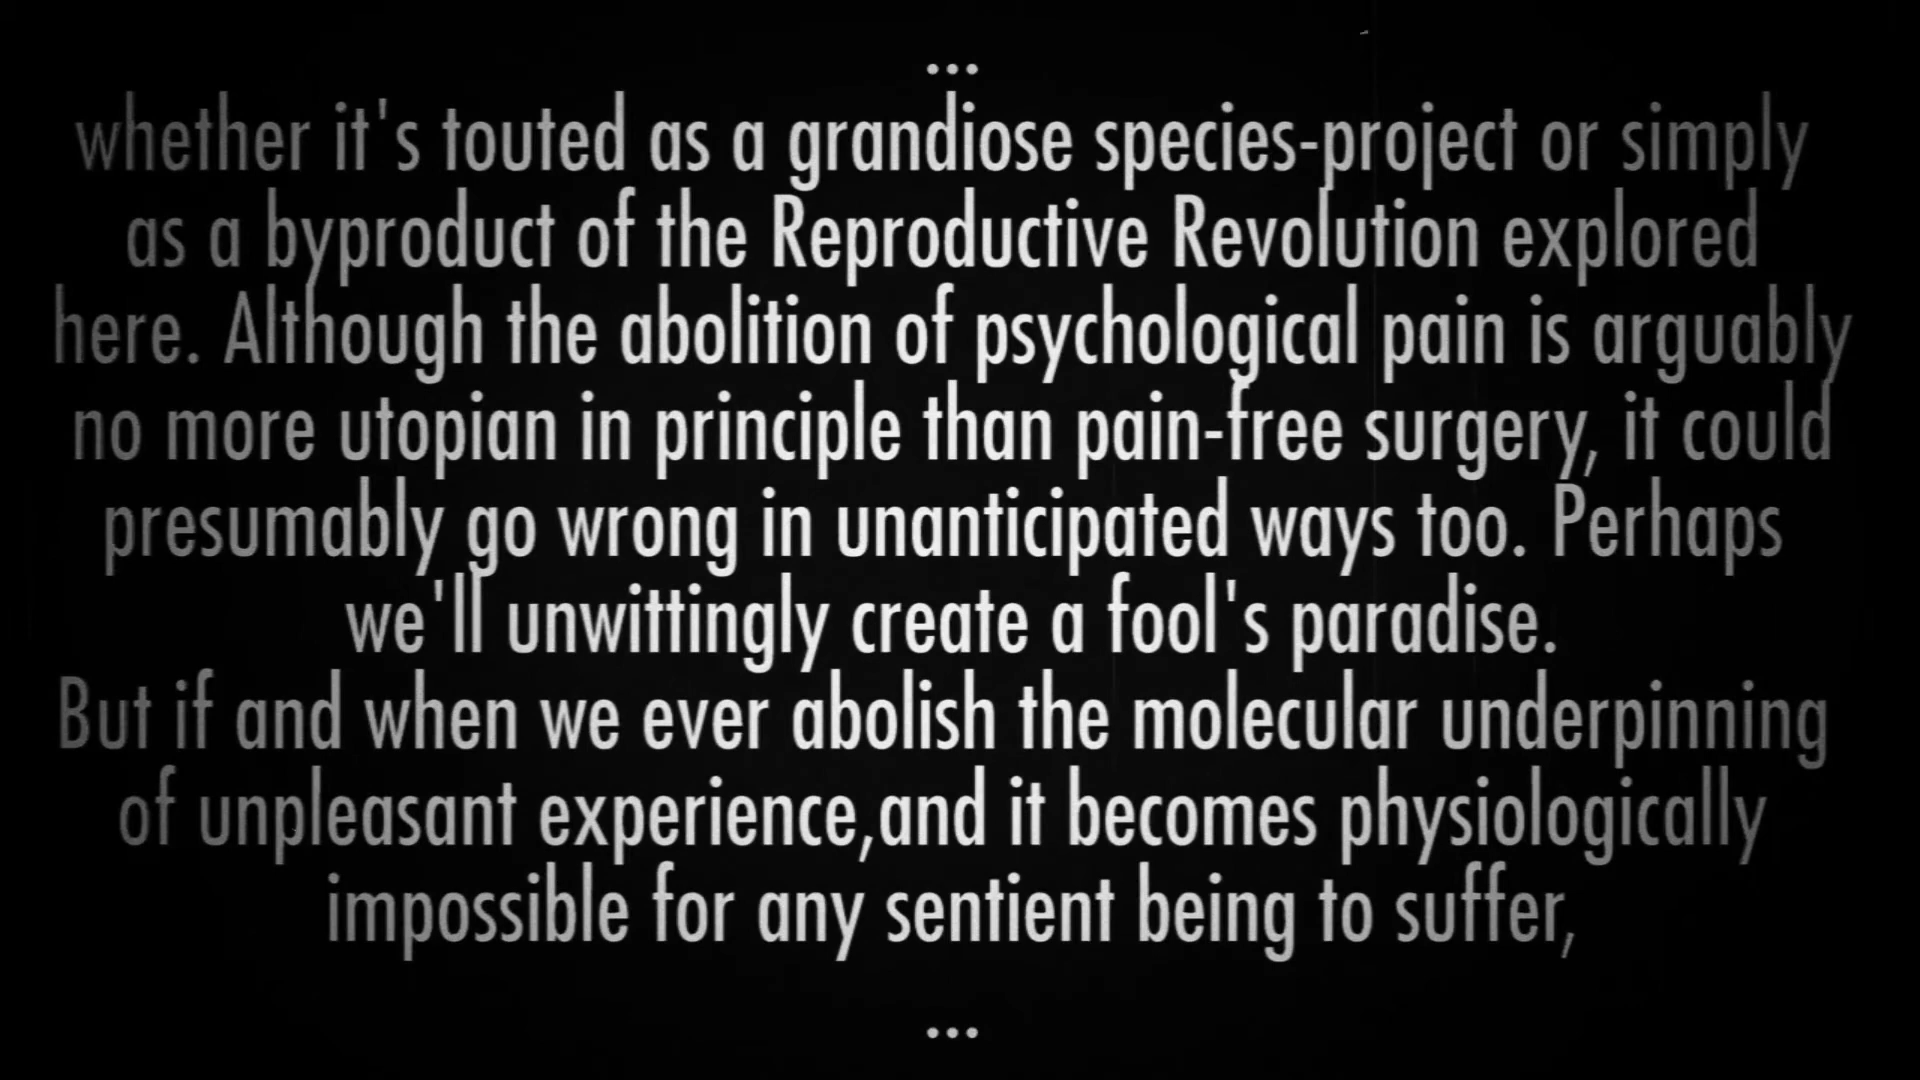 ...
whether it's touted as a grandiose species-project or simply
as a byproduct of the Reproductive Revolution explored
here. Although the abolition of psychological pain is arguably
no more utopian in principle than pain-free surgery, it could
presumably go wrong in unanticipated ways too. Perhaps
we'll unwittingly create a fool's paradise.
But if and when we ever abolish the molecular underpinning
of unpleasant experience,and it becomes physiologically
impossible for any sentient being to suffer,
...